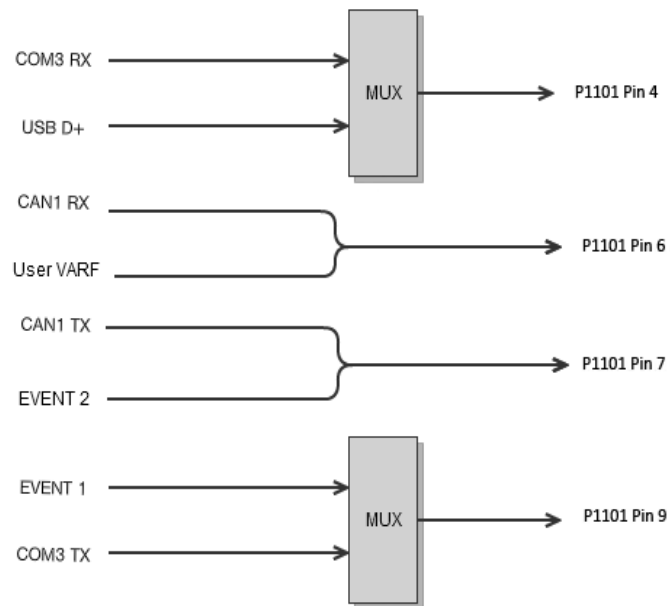 COM3 RX
MUX
P1101 Pin 4
USB D+
CAN1 RX
P1101 Pin 6
User VARF
CAN1 TX
P1101 Pin 7
EVENT 2
EVENT 1
MUX
P1101 Pin 9
COM3 TX